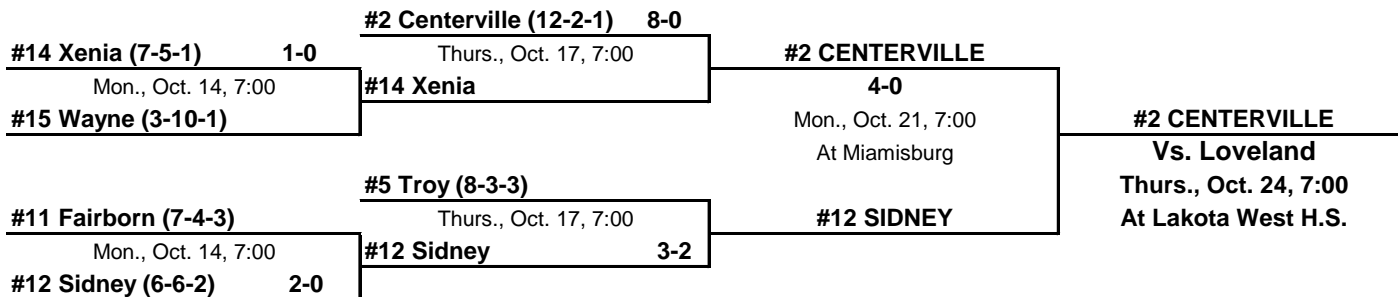 #2 Centerville (12-2-1) 8-0
#14 Xenia (7-5-1) 1-0
Thurs., Oct. 17, 7:00
#2 CENTERVILLE
Mon., Oct. 14, 7:00
#14 Xenia
4-0
#15 Wayne (3-10-1)
Mon., Oct. 21, 7:00
#2 CENTERVILLE
At Miamisburg
Vs. Loveland
#5 Troy (8-3-3)
Thurs., Oct. 24, 7:00
#11 Fairborn (7-4-3)
Thurs., Oct. 17, 7:00
#12 SIDNEY
At Lakota West H.S.
Mon., Oct. 14, 7:00
#12 Sidney 3-2
#12 Sidney (6-6-2) 2-0